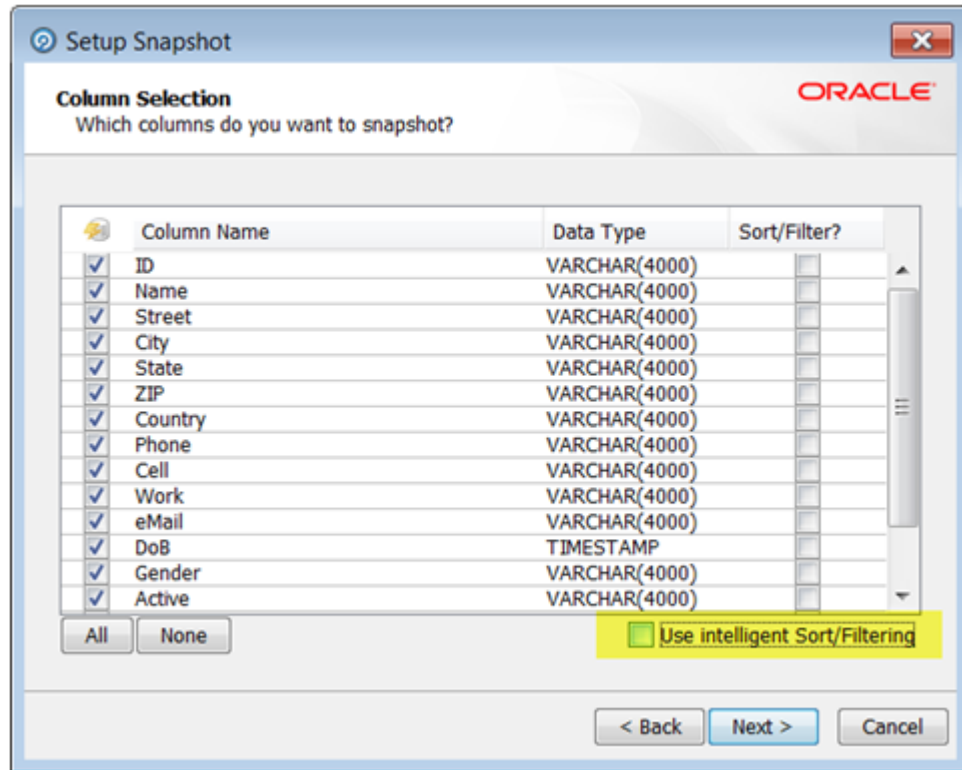 Setup Snapshot
Column Selection
ORACLE
Which columns do you want to snapshot?
Column Name Data Type Sort/Filter?
ID VARCHAR(4000)
Name VARCHAR(4000)
Street VARCHAR(4000)
City VARCHAR(4000)
State VARCHAR(4000)
ZIP VARCHAR(4000)
Country VARCHAR(4000)
Phone VARCHAR(4000)
Cell VARCHAR(4000)
Work VARCHAR(4000)
eMail VARCHAR(4000)
DoB TIMESTAMP
Gender VARCHAR(4000)
Active VARCHAR(4000)
All None Use intelligent Sort/Filtering
< Back Next > Cancel